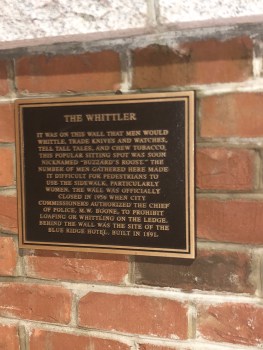 THE WHITTLER
IT WAS ON THIS WALL THAT MEN WOULD
WHITTLE, TRADE KNIVES AND WATCHES,
TELL TALL TALES, AND CHEW TOBACCO.
THIS POPULAR SITTING SPOT WAS SOON
NICKNAMED "BUZZARD'S ROOST." THE
NUMBER OF MEN GATHERED HERE MADE
IT DIFFICULT FOR PEDESTRIANS TO
USE THE SIDEWALK, PARTICULARLY
WOMEN. THE WALL WAS OFFICIALLY
CLOSED IN 1956 WHEN CITY
COMMISSIONERS AUTHORIZED THE CHIEF
OF POLICE, M.W. BOONE, TO PROHIBIT
LOAFING OR WHITTLING ON THE LEDGE.
BEHIND THE WALL WAS THE SITE OF THE
BLUE RIDGE HOTEL, BUILT IN 1891.